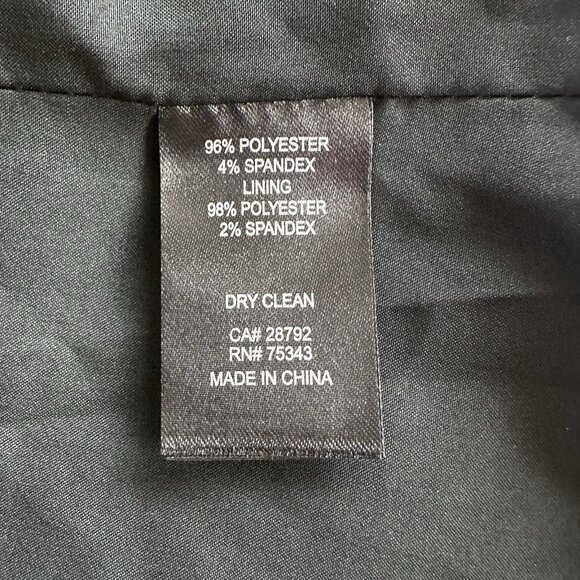 96% POLYESTER
4% SPANDEX
LINING
98% POLYESTER
2% SPANDEX
DRY CLEAN
CA# 28792
RN# 75343
MADE IN CHINA